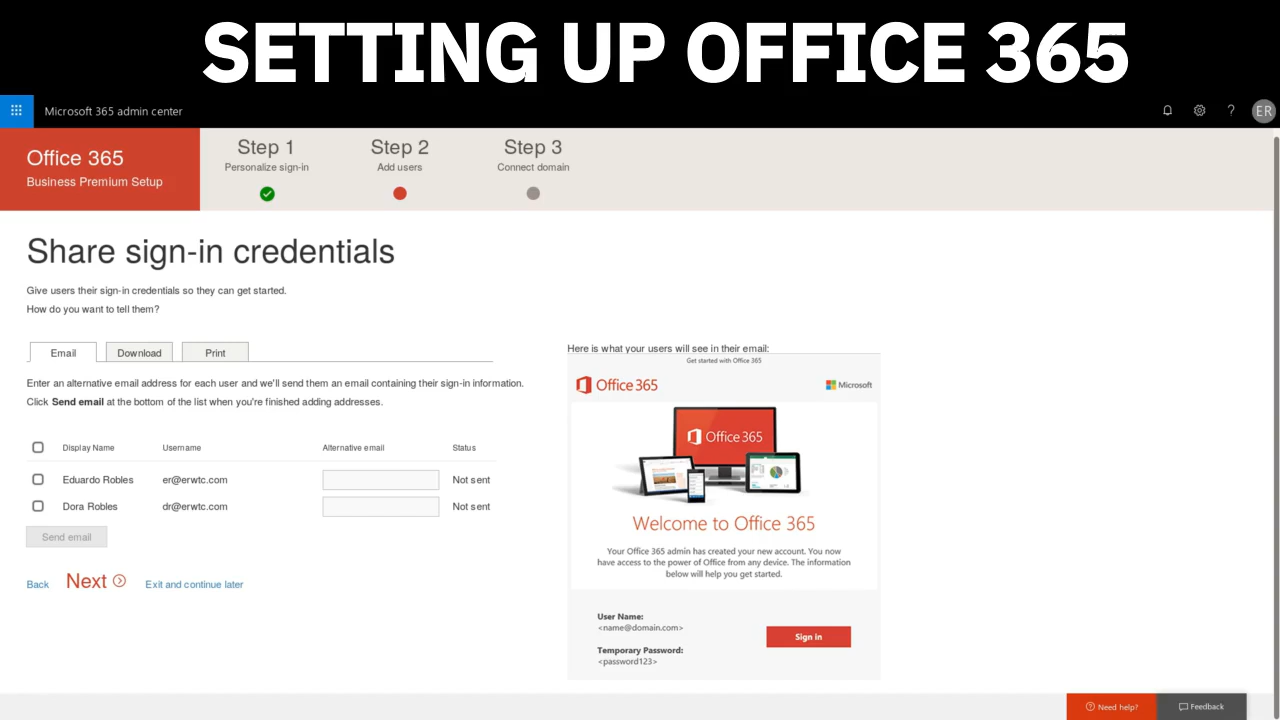 SETTING UP OFFICE 365
Microsoft 365 admin center
? ER
Office 365
Business Premium Setup
Step 1
Personalize sign-in
Step 2
Add users
Step 3
Connect domain
Share sign-in credentials
Give users their sign-in credentials so they can get started.
How do you want to tell them?
Email Download Print
Enter an alternative email address for each user and we'll send them an email containing their sign-in information.
Click Send email at the bottom of the list when you're finished adding addresses.
Display Name Username Alternative email Status
Eduardo Robles er@erwtc.com Not sent
Dora Robles dr@erwtc.com Not sent
Send email
Back Next Exit and continue later
Here is what your users will see in their email:
Get started with Office 365
Office 365 Microsoft
Office 365
Welcome to Office 365
Your Office 365 admin has created your new account. You now
have access to the power of Office from any device. The information
below will help you get started.
User Name:
<name@domain.com>
Temporary Password:
<password123>
Sign in
Need help? Feedback